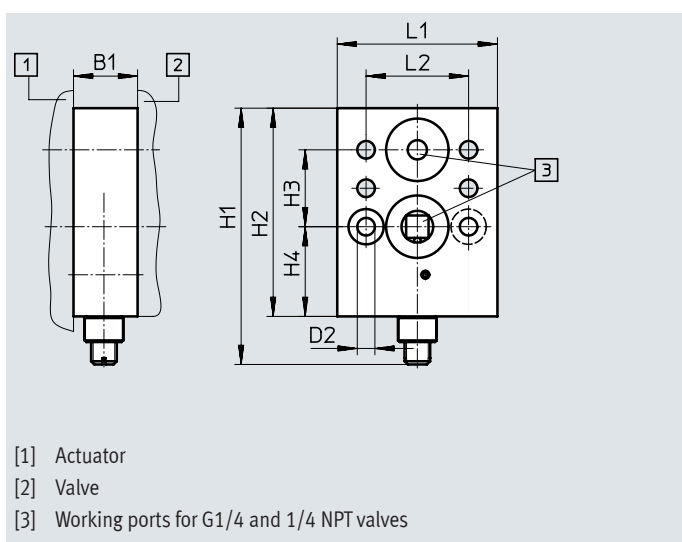 L1
1
B1
2
L2
3
H1
H2
H3
H4
D2
[1] Actuator
[2] Valve
[3] Working ports for G1/4 and 1/4 NPT valves